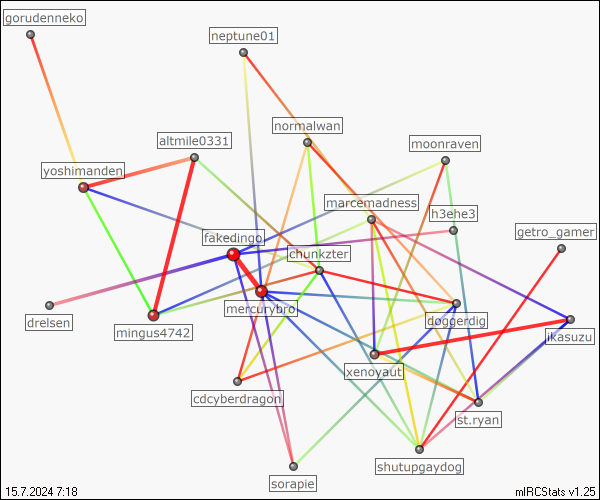 gorudenneko
neptune01
normalwan
altmile0331
moonraven
yoshimanden
marcemadness
h3ehe3
getro_gamer
fakedingo
chunkzter
mercurybro
drelsen
mingus4742
doggerdig
ikasuzu
xenoyaut
cdcyberdragon
st.ryan
shutupgaydog
sorapie
15.7.2024 7:18
mIRCStats v1.25